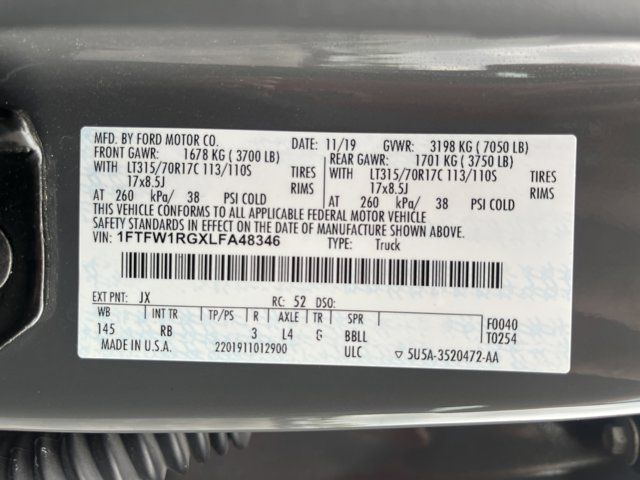 MFD. BY FORD MOTOR CO. DATE: 11/19 GVWR: 3198 KG ( 7050 LB)
FRONT GAWR: 1678 KG ( 3700 LB) REAR GAWR: 1701 KG ( 3750 LB)
WITH LT315/70R17C 113/110S TIRES WITH LT315/70R17C 113/110S TIRES
17x8.5J RIMS 17x8.5J RIMS
AT 260 kPa/ 38 PSI COLD AT 260 kPa/ 38 PSI COLD
THIS VEHICLE CONFORMS TO ALL APPLICABLE FEDERAL MOTOR VEHICLE
SAFETY STANDARDS IN EFFECT ON THE DATE OF MANUFACTURE SHOWN ABOVE.
VIN: 1FTFW1RGXLFA48346 TYPE: Truck
EXT PNT: JX RC: 52 DSO:
WB INT TR TP/PS R AXLE TR SPR F0040
145 RB 3 L4 G BBLL T0254
MADE IN U.S.A. 2201911012900 ULC 5U5A-3520472-AA